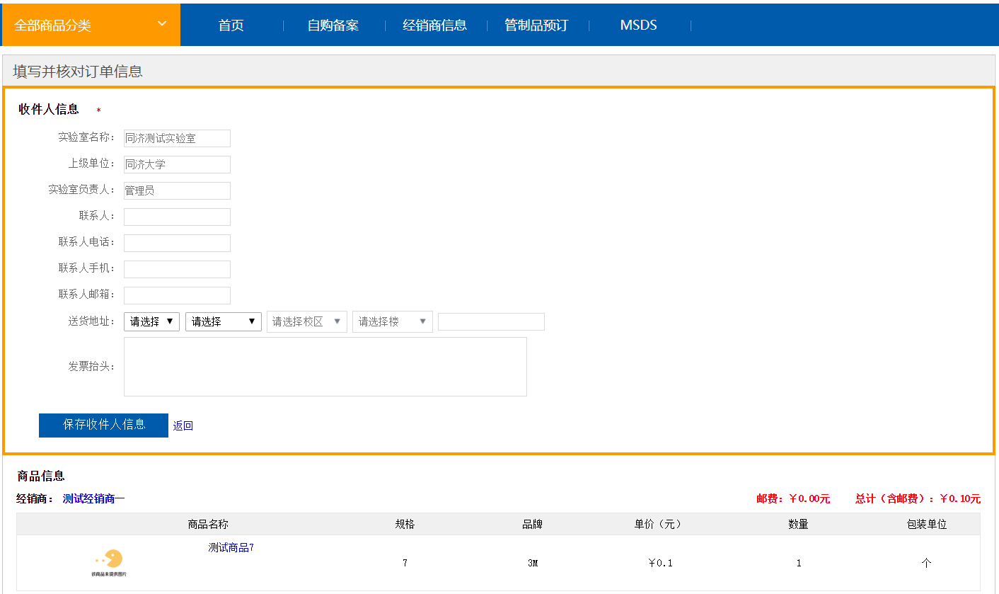 全部商品分类 首页 自购备案 经销商信息 管制品预订 MSDS
填写并核对订单信息
收件人信息 *
实验室名称： 同济测试实验室
上级单位： 同济大学
实验室负责人： 管理员
联系人：
联系人电话：
联系人手机：
联系人邮箱：
送货地址： 请选择 ▼ 请选择 ▼ 请选择校区 ▼ 请选择楼 ▼
发票抬头：
保存收件人信息 返回
商品信息
经销商： 测试经销商一 邮费：￥0.00元 总计（含邮费）：￥0.10元
商品名称 规格 品牌 单价（元） 数量 包装单位
测试商品7
7 3M ￥0.1 1 个
该商品未提供图片